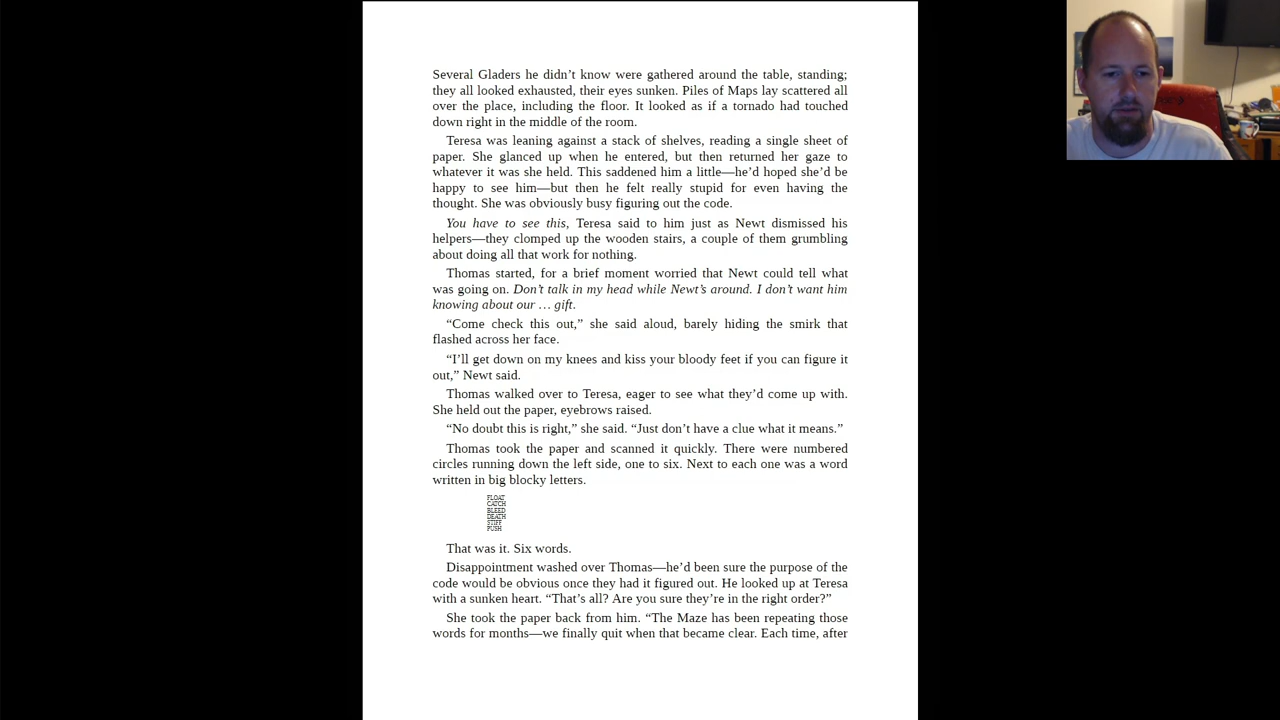 Several Gladers he didn’t know were gathered around the table, standing;
they all looked exhausted, their eyes sunken. Piles of Maps lay scattered all
over the place, including the floor. It looked as if a tornado had touched
down right in the middle of the room.
Teresa was leaning against a stack of shelves, reading a single sheet of
paper. She glanced up when he entered, but then returned her gaze to
whatever it was she held. This saddened him a little—he’d hoped she’d be
happy to see him—but then he felt really stupid for even having the
thought. She was obviously busy figuring out the code.
You have to see this, Teresa said to him just as Newt dismissed his
helpers—they clomped up the wooden stairs, a couple of them grumbling
about doing all that work for nothing.
Thomas started, for a brief moment worried that Newt could tell what
was going on. Don’t talk in my head while Newt’s around. I don’t want him
knowing about our … gift.
“Come check this out,” she said aloud, barely hiding the smirk that
flashed across her face.
“I’ll get down on my knees and kiss your bloody feet if you can figure it
out,” Newt said.
Thomas walked over to Teresa, eager to see what they’d come up with.
She held out the paper, eyebrows raised.
“No doubt this is right,” she said. “Just don’t have a clue what it means.”
Thomas took the paper and scanned it quickly. There were numbered
circles running down the left side, one to six. Next to each one was a word
written in big blocky letters.
FLOAT
CATCH
BLEED
DEATH
STIFF
PUSH
That was it. Six words.
Disappointment washed over Thomas—he’d been sure the purpose of the
code would be obvious once they had it figured out. He looked up at Teresa
with a sunken heart. “That’s all? Are you sure they’re in the right order?”
She took the paper back from him. “The Maze has been repeating those
words for months—we finally quit when that became clear. Each time, after